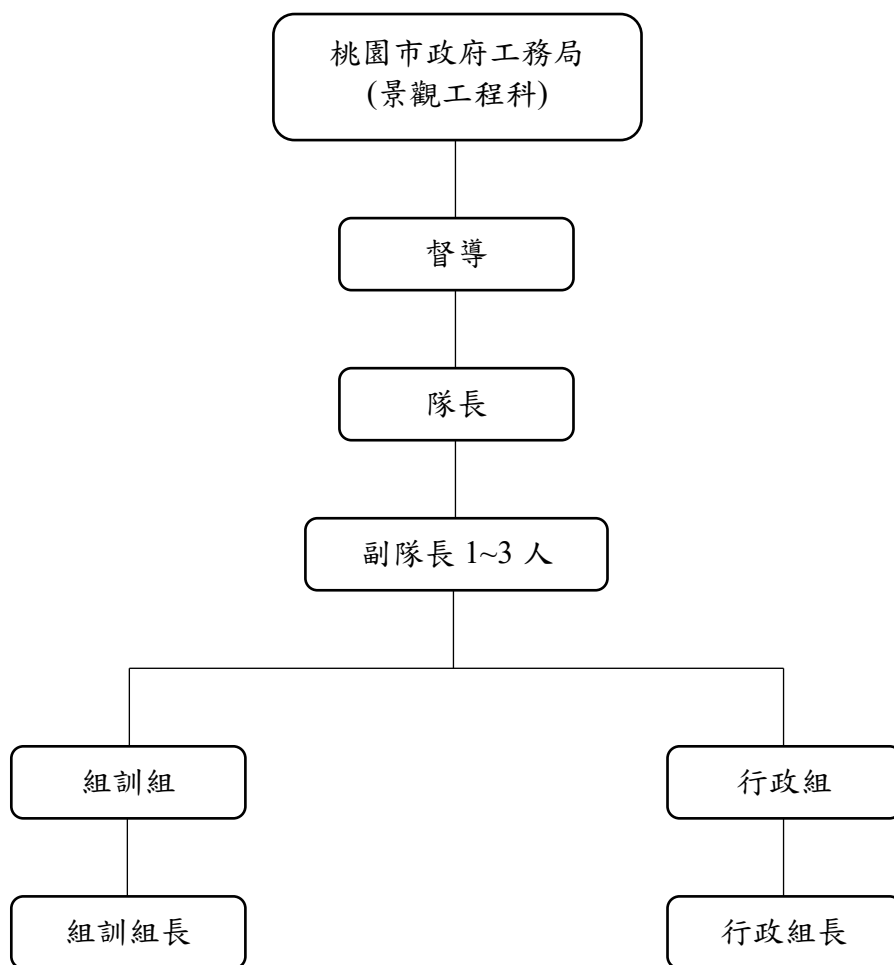 桃園市政府工務局
(景觀工程科)
督導
隊長
副隊長 1~3 人
組訓組
行政組
組訓組長
行政組長